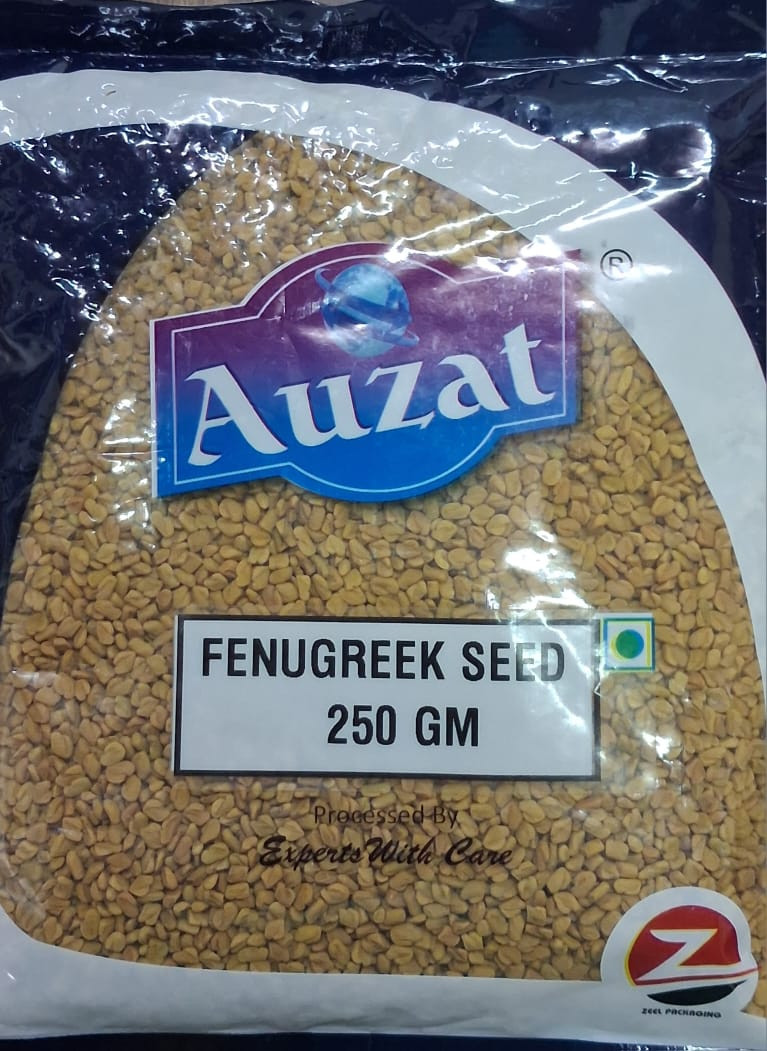 ®
Auzat
FENUGREEK SEED
250 GM
Processed By
Experts With Care
Z
ZEEL PACKAGING